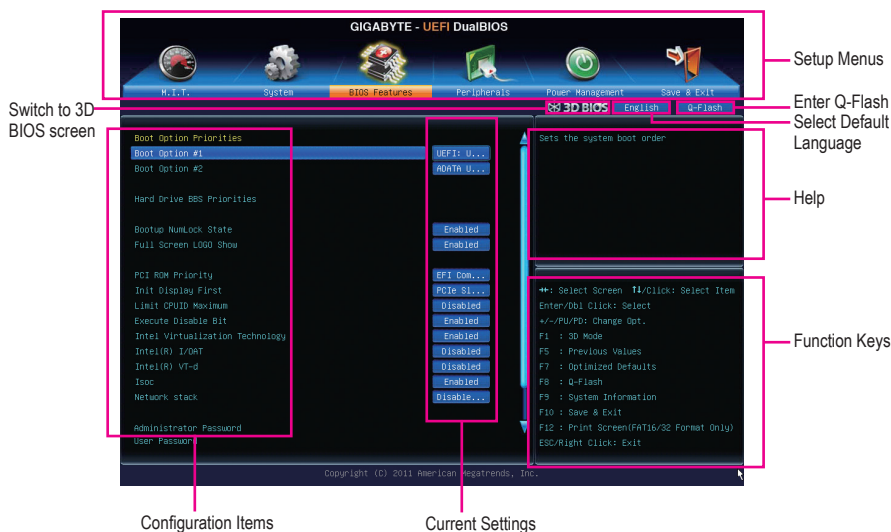 GIGABYTE - UEFI DualBIOS
M.I.T. System BIOS Features Peripherals Power Management Save & Exit
Setup Menus
Switch to 3D
BIOS screen
3D BIOS English Q-Flash
Enter Q-Flash
Select Default
Language
Boot Option Priorities
Boot Option #1 UEFI: U...
Boot Option #2 ADATA U...
Hard Drive BBS Priorities
Bootup NumLock State Enabled
Full Screen LOGO Show Enabled
PCI ROM Priority EFI Com...
Init Display First PCIe Sl...
Limit CPUID Maximum Disabled
Execute Disable Bit Enabled
Intel Virtualization Technology Enabled
Intel(R) I/OAT Disabled
Intel(R) VT-d Disabled
Isoc Enabled
Network stack Disable...
Administrator Password
User Password
Sets the system boot order
Help
→←: Select Screen ↑↓/Click: Select Item
Enter/Dbl Click: Select
+/-/PU/PD: Change Opt.
F1 : 3D Mode
F5 : Previous Values
F7 : Optimized Defaults
F8 : Q-Flash
F9 : System Information
F10 : Save & Exit
F12 : Print Screen(FAT16/32 Format Only)
ESC/Right Click: Exit
Function Keys
Copyright (C) 2011 American Megatrends, Inc.
Configuration Items
Current Settings